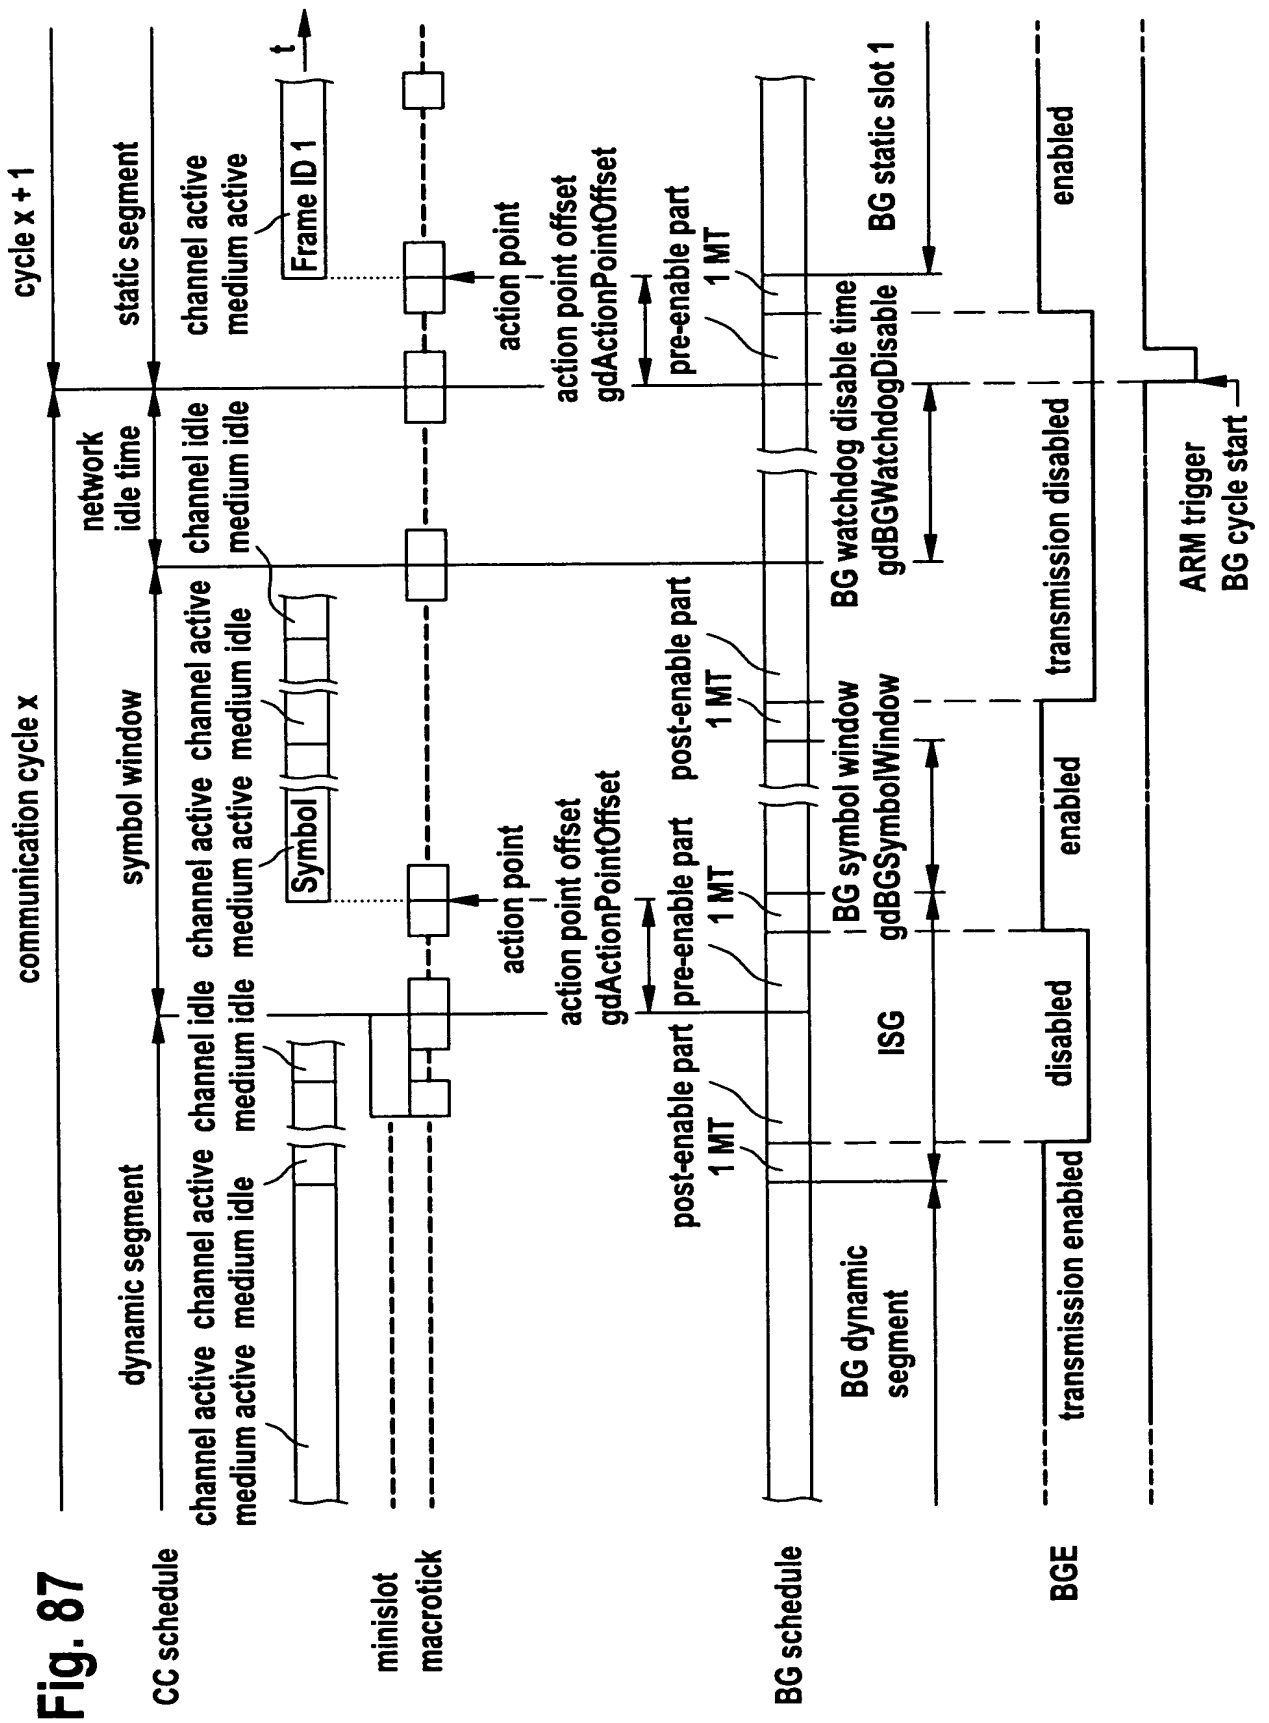 Fig. 87
communication cycle x
cycle x + 1
CC schedule
dynamic segment
symbol window
network
idle time
static segment
channel active
medium active
channel active
medium idle
channel idle
medium idle
channel active
medium active
channel active
medium idle
channel idle
medium idle
channel active
medium active
Symbol
Frame ID 1
t
minislot
macrotick
action point
action point
action point offset
gdActionPointOffset
action point offset
gdActionPointOffset
post-enable part
1 MT
pre-enable part
1 MT
post-enable part
1 MT
pre-enable part
1 MT
BG schedule
BG dynamic
segment
ISG
BG symbol window
gdBGSymbolWindow
BG watchdog disable time
gdBGWatchdogDisable
BG static slot 1
BGE
transmission enabled
disabled
enabled
transmission disabled
enabled
ARM trigger
BG cycle start